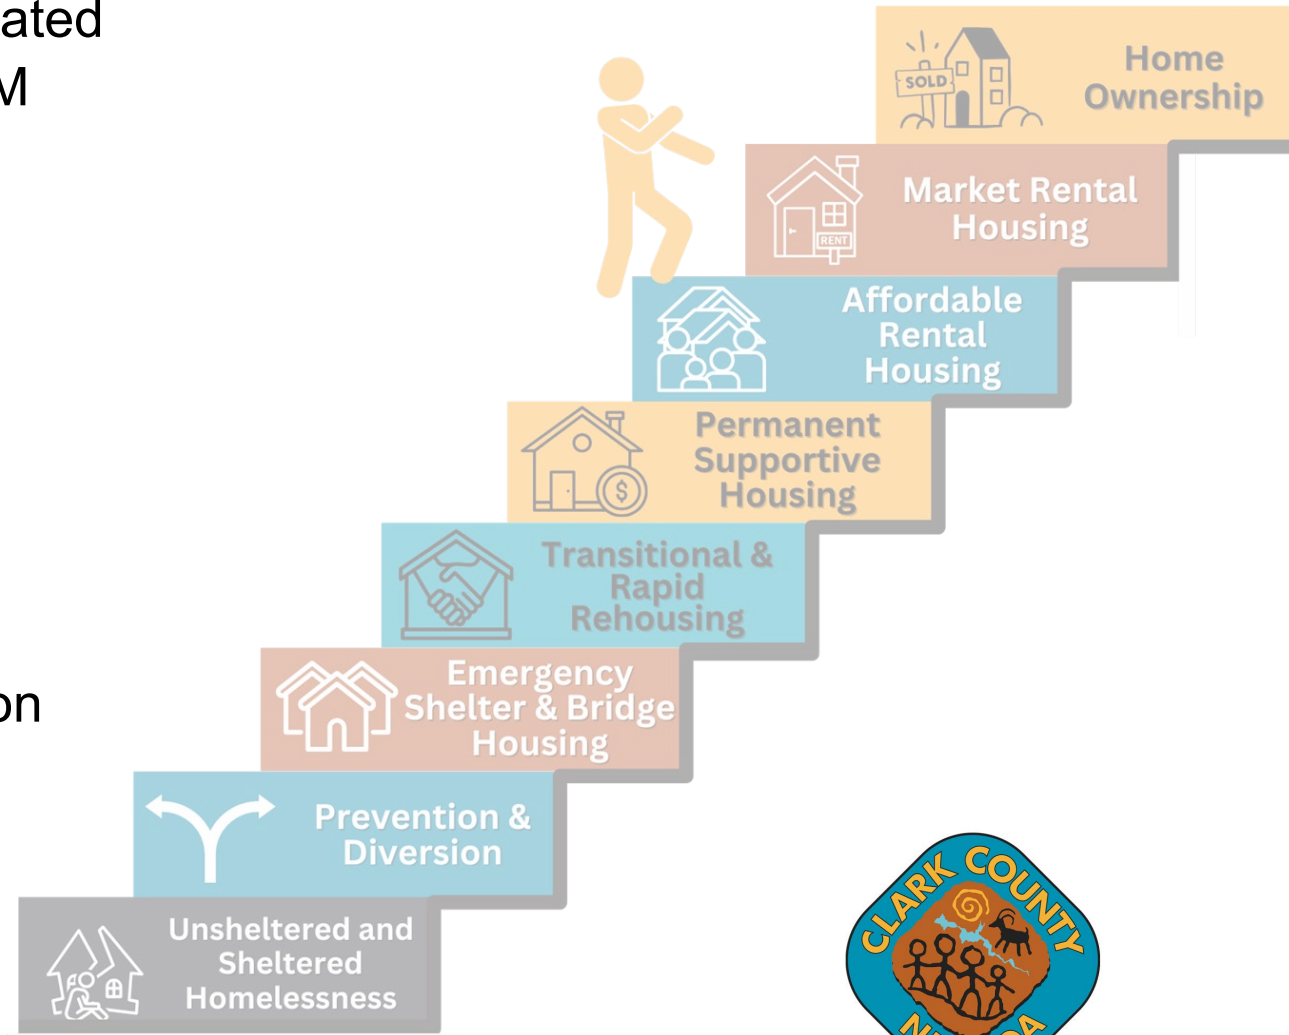 ated
M
Home
Ownership
SOLD
Market Rental
Housing
RENT
Affordable
Rental
Housing
Permanent
Supportive
Housing
$
Transitional &
Rapid
Rehousing
Emergency
Shelter & Bridge
Housing
on
Prevention &
Diversion
Unsheltered and
Sheltered
Homelessness
CLARK COUNTY